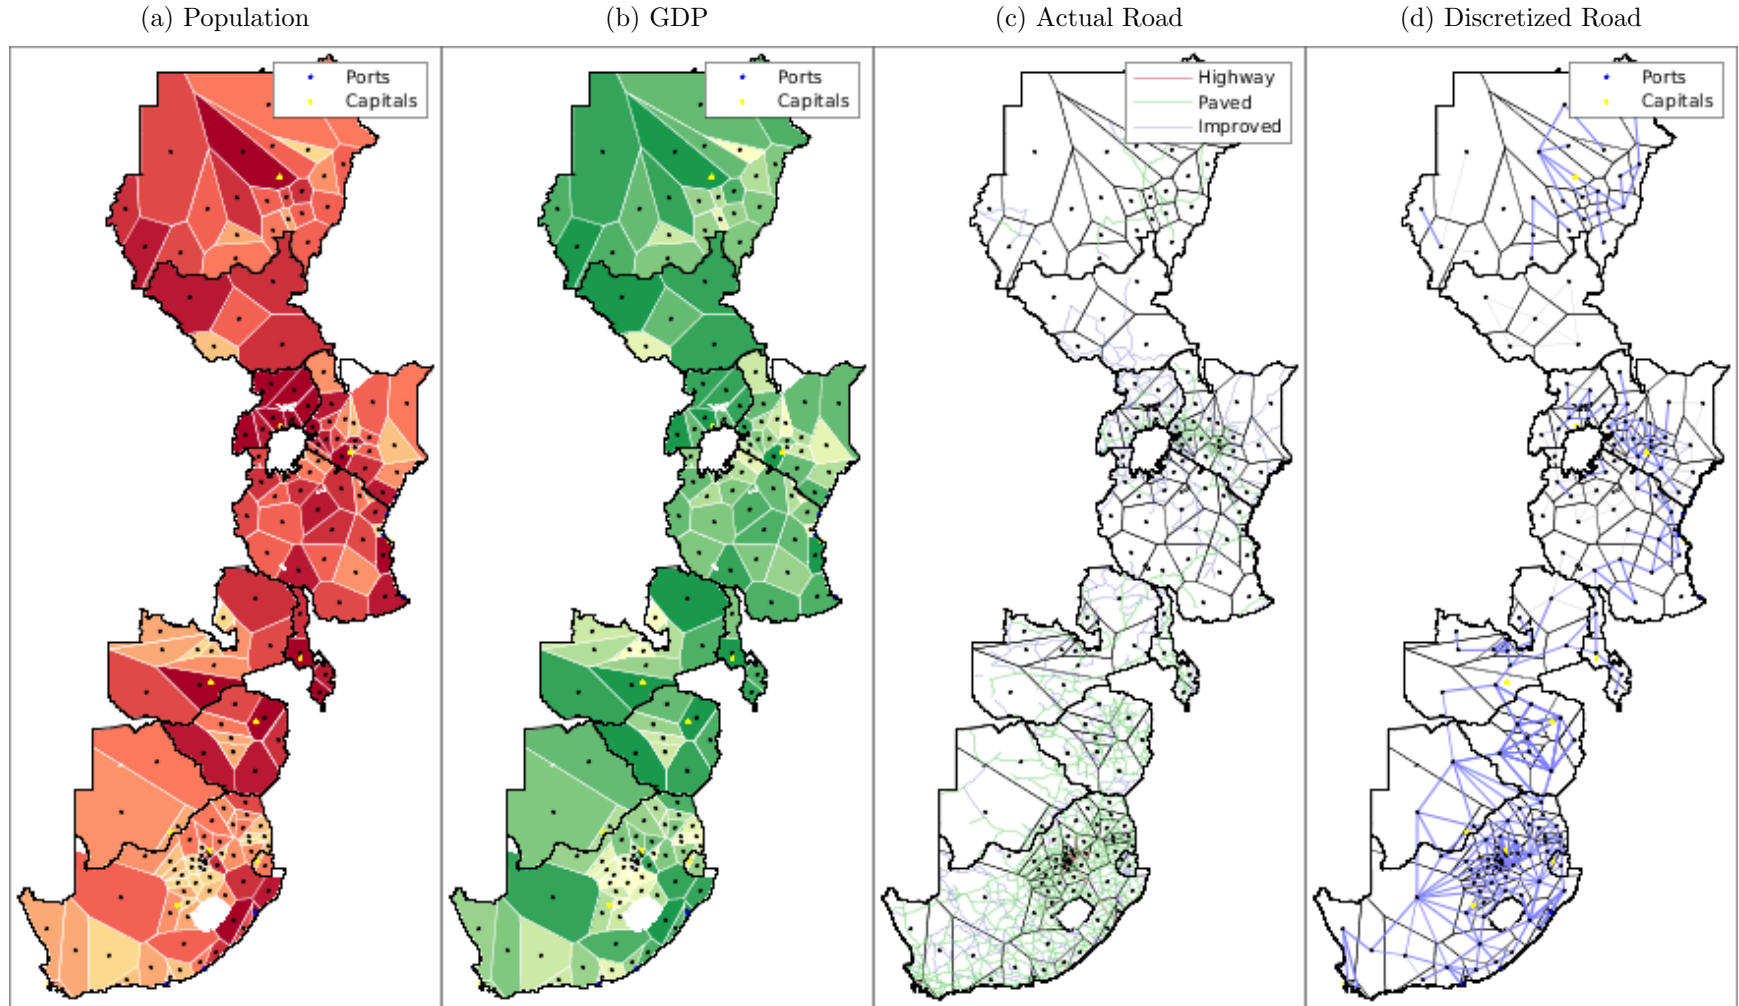 (a) Population
(b) GDP
(c) Actual Road
(d) Discretized Road
Ports
Capitals
Ports
Capitals
Highway
Paved
Improved
Ports
Capitals